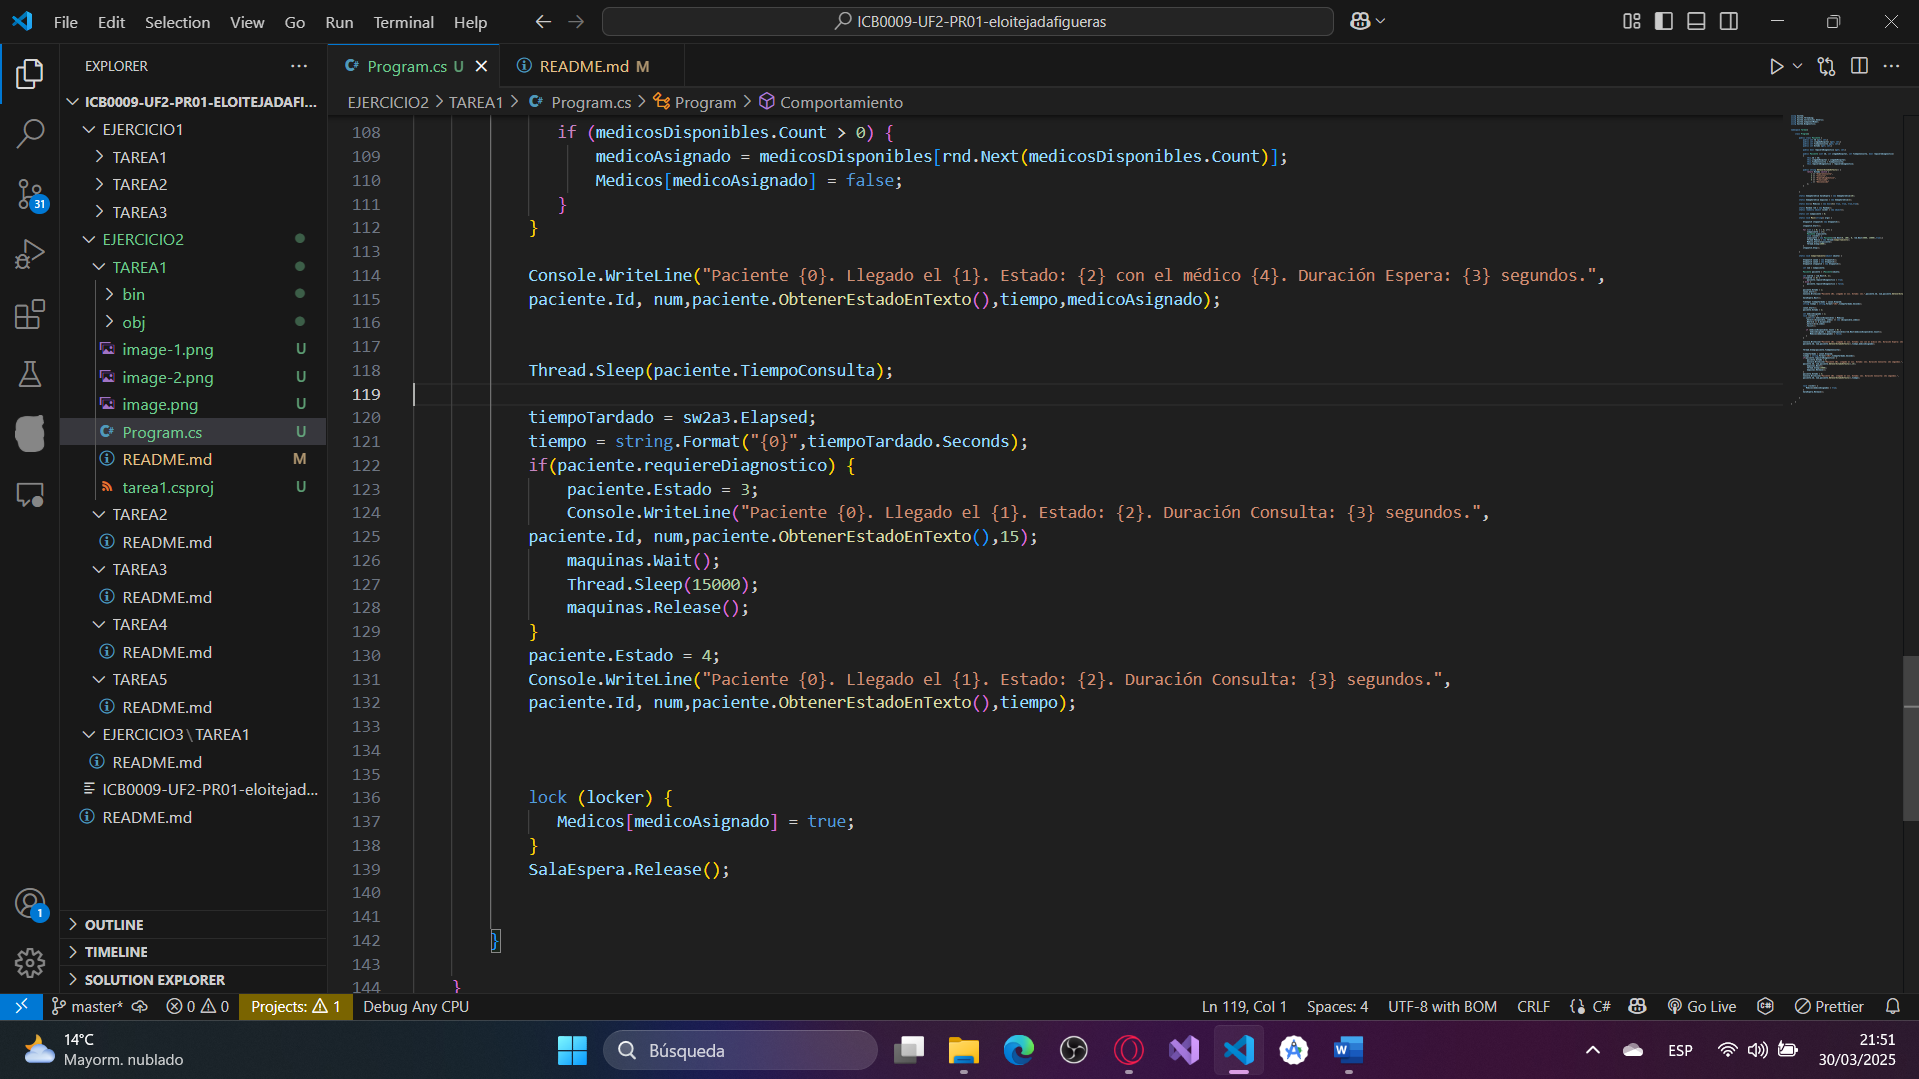 File Edit Selection View Go Run Terminal Help
ICB0009-UF2-PR01-eloitejadafigueras
EXPLORER
ICB0009-UF2-PR01-ELOITEJADAFI...
EJERCICIO1
TAREA1
TAREA2
TAREA3
EJERCICIO2
TAREA1
bin
obj
image-1.png U
image-2.png U
image.png U
Program.cs U
README.md M
tarea1.csproj U
TAREA2
README.md
TAREA3
README.md
TAREA4
README.md
TAREA5
README.md
EJERCICIO3\TAREA1
README.md
ICB0009-UF2-PR01-eloitejad...
README.md
OUTLINE
TIMELINE
SOLUTION EXPLORER
31
1
Program.cs U README.md M
EJERCICIO2 > TAREA1 > Program.cs > Program > Comportamiento
108 if (medicosDisponibles.Count > 0) {
109 medicoAsignado = medicosDisponibles[rnd.Next(medicosDisponibles.Count)];
110 Medicos[medicoAsignado] = false;
111 }
112 }
113
114 Console.WriteLine("Paciente {0}. Llegado el {1}. Estado: {2} con el médico {4}. Duración Espera: {3} segundos.",
115 paciente.Id, num,paciente.ObtenerEstadoEnTexto(),tiempo,medicoAsignado);
116
117
118 Thread.Sleep(paciente.TiempoConsulta);
119
120 tiempoTardado = sw2a3.Elapsed;
121 tiempo = string.Format("{0}",tiempoTardado.Seconds);
122 if(paciente.requiereDiagnostico) {
123 paciente.Estado = 3;
124 Console.WriteLine("Paciente {0}. Llegado el {1}. Estado: {2}. Duración Consulta: {3} segundos.",
125 paciente.Id, num,paciente.ObtenerEstadoEnTexto(),15);
126 maquinas.Wait();
127 Thread.Sleep(15000);
128 maquinas.Release();
129 }
130 paciente.Estado = 4;
131 Console.WriteLine("Paciente {0}. Llegado el {1}. Estado: {2}. Duración Consulta: {3} segundos.",
132 paciente.Id, num,paciente.ObtenerEstadoEnTexto(),tiempo);
133
134
135
136 lock (locker) {
137 Medicos[medicoAsignado] = true;
138 }
139 SalaEspera.Release();
140
141
142 }
143
144 }
master* 0 0 Projects: 1 Debug Any CPU Ln 119, Col 1 Spaces: 4 UTF-8 with BOM CRLF {} C# Go Live Prettier
14°C
Mayorm. nublado
Búsqueda
ESP
21:51
30/03/2025